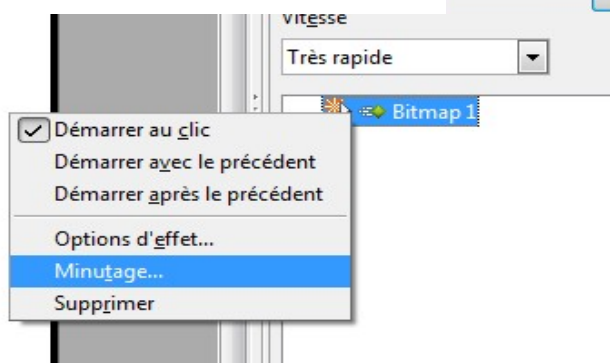 Vitesse
Très rapide
Bitmap 1
Démarrer au clic
Démarrer avec le précédent
Démarrer après le précédent
Options d'effet...
Minutage...
Supprimer